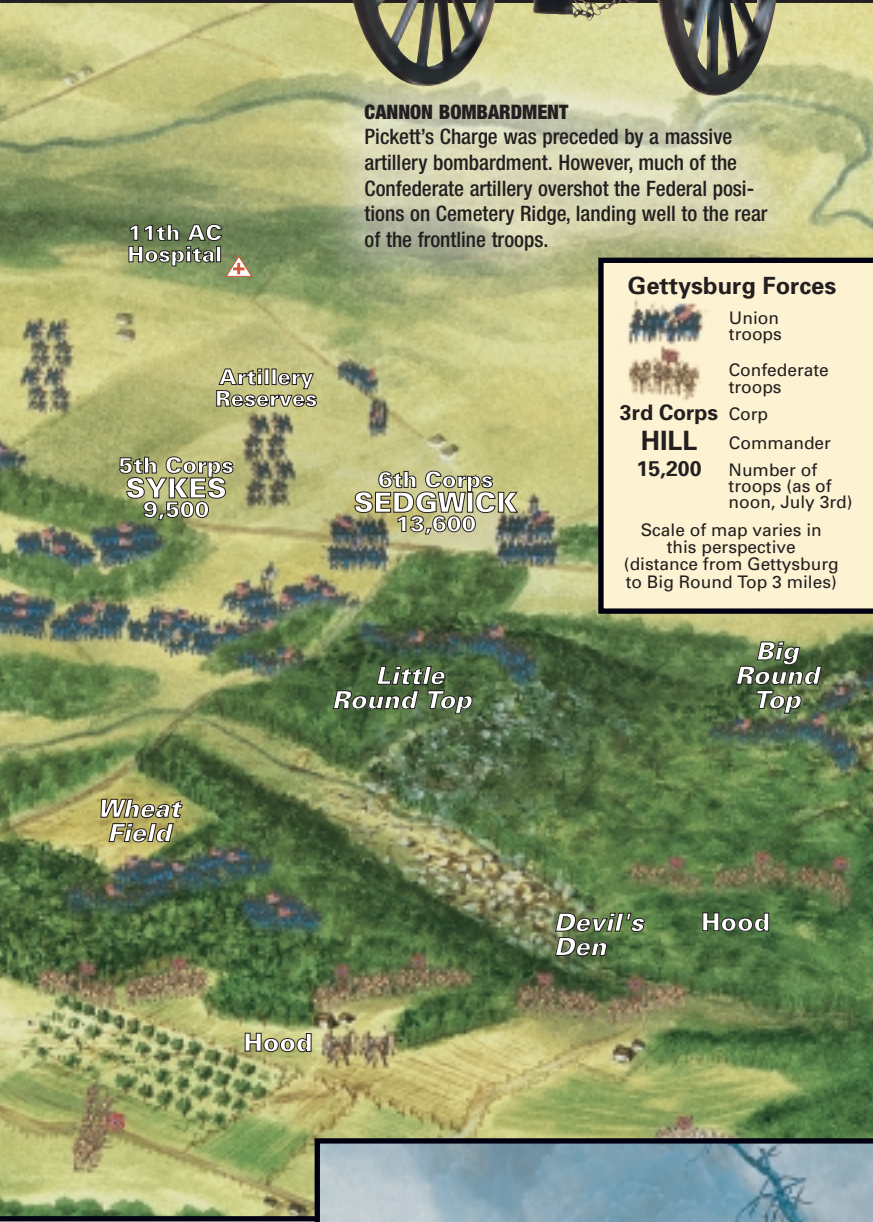 CANNON BOMBARDMENT
Pickett's Charge was preceded by a massive
artillery bombardment. However, much of the
Confederate artillery overshot the Federal posi-
tions on Cemetery Ridge, landing well to the rear
of the frontline troops.
11th AC
Hospital
Gettysburg Forces
Union
troops
Confederate
troops
3rd Corps Corp
HILL Commander
15,200 Number of
troops (as of
noon, July 3rd)
Scale of map varies in
this perspective
(distance from Gettysburg
to Big Round Top 3 miles)
Artillery
Reserves
5th Corps
SYKES
9,500
6th Corps
SEDGWICK
13,600
Little
Round Top
Big
Round
Top
Wheat
Field
Devil's
Den
Hood
Hood